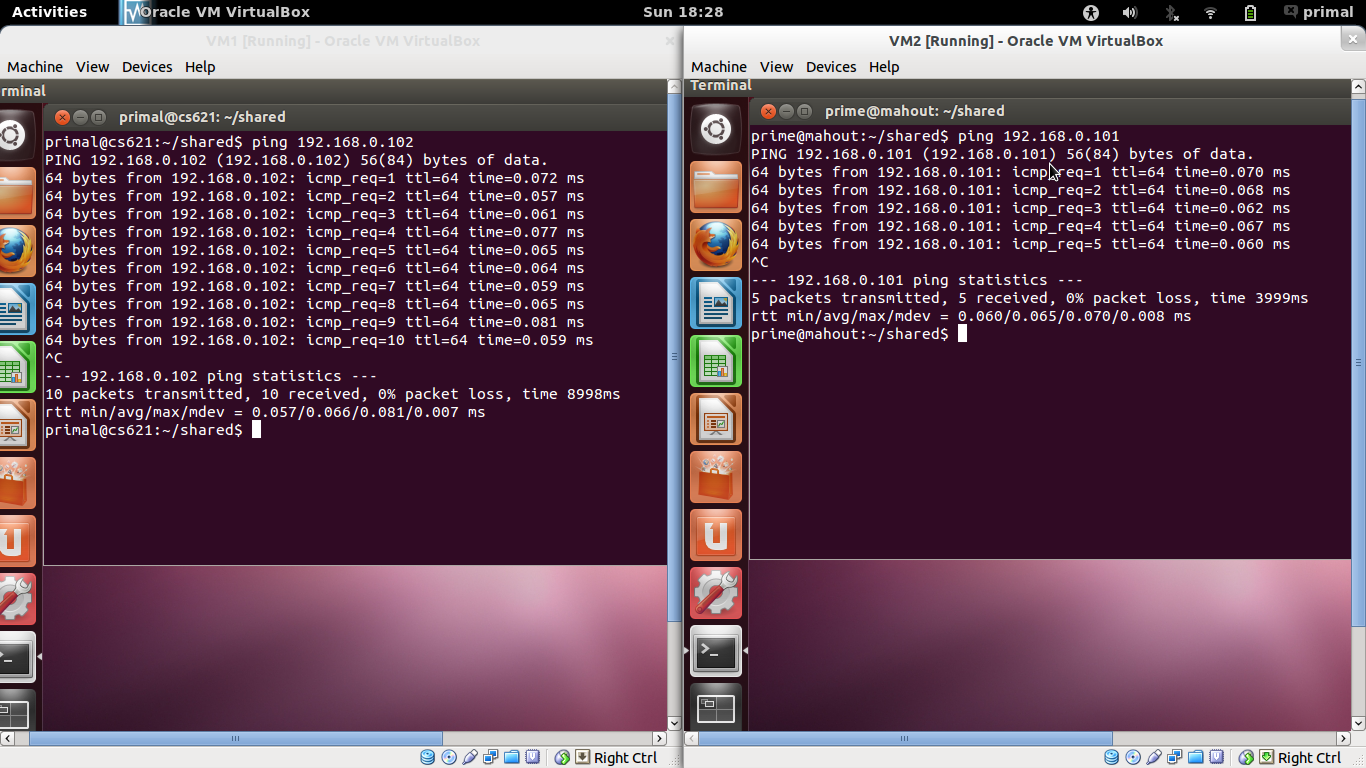 Activities Oracle VM VirtualBox Sun 18:28 primal
VM1 [Running] - Oracle VM VirtualBox
Machine View Devices Help
rminal
primal@cs621: ~/shared
primal@cs621:~/shared$ ping 192.168.0.102
PING 192.168.0.102 (192.168.0.102) 56(84) bytes of data.
64 bytes from 192.168.0.102: icmp_req=1 ttl=64 time=0.072 ms
64 bytes from 192.168.0.102: icmp_req=2 ttl=64 time=0.057 ms
64 bytes from 192.168.0.102: icmp_req=3 ttl=64 time=0.061 ms
64 bytes from 192.168.0.102: icmp_req=4 ttl=64 time=0.077 ms
64 bytes from 192.168.0.102: icmp_req=5 ttl=64 time=0.065 ms
64 bytes from 192.168.0.102: icmp_req=6 ttl=64 time=0.064 ms
64 bytes from 192.168.0.102: icmp_req=7 ttl=64 time=0.059 ms
64 bytes from 192.168.0.102: icmp_req=8 ttl=64 time=0.065 ms
64 bytes from 192.168.0.102: icmp_req=9 ttl=64 time=0.081 ms
64 bytes from 192.168.0.102: icmp_req=10 ttl=64 time=0.059 ms
^C
--- 192.168.0.102 ping statistics ---
10 packets transmitted, 10 received, 0% packet loss, time 8998ms
rtt min/avg/max/mdev = 0.057/0.066/0.081/0.007 ms
primal@cs621:~/shared$
Right Ctrl
VM2 [Running] - Oracle VM VirtualBox
Machine View Devices Help
Terminal
prime@mahout: ~/shared
prime@mahout:~/shared$ ping 192.168.0.101
PING 192.168.0.101 (192.168.0.101) 56(84) bytes of data.
64 bytes from 192.168.0.101: icmp_req=1 ttl=64 time=0.070 ms
64 bytes from 192.168.0.101: icmp_req=2 ttl=64 time=0.068 ms
64 bytes from 192.168.0.101: icmp_req=3 ttl=64 time=0.062 ms
64 bytes from 192.168.0.101: icmp_req=4 ttl=64 time=0.067 ms
64 bytes from 192.168.0.101: icmp_req=5 ttl=64 time=0.060 ms
^C
--- 192.168.0.101 ping statistics ---
5 packets transmitted, 5 received, 0% packet loss, time 3999ms
rtt min/avg/max/mdev = 0.060/0.065/0.070/0.008 ms
prime@mahout:~/shared$
Right Ctrl